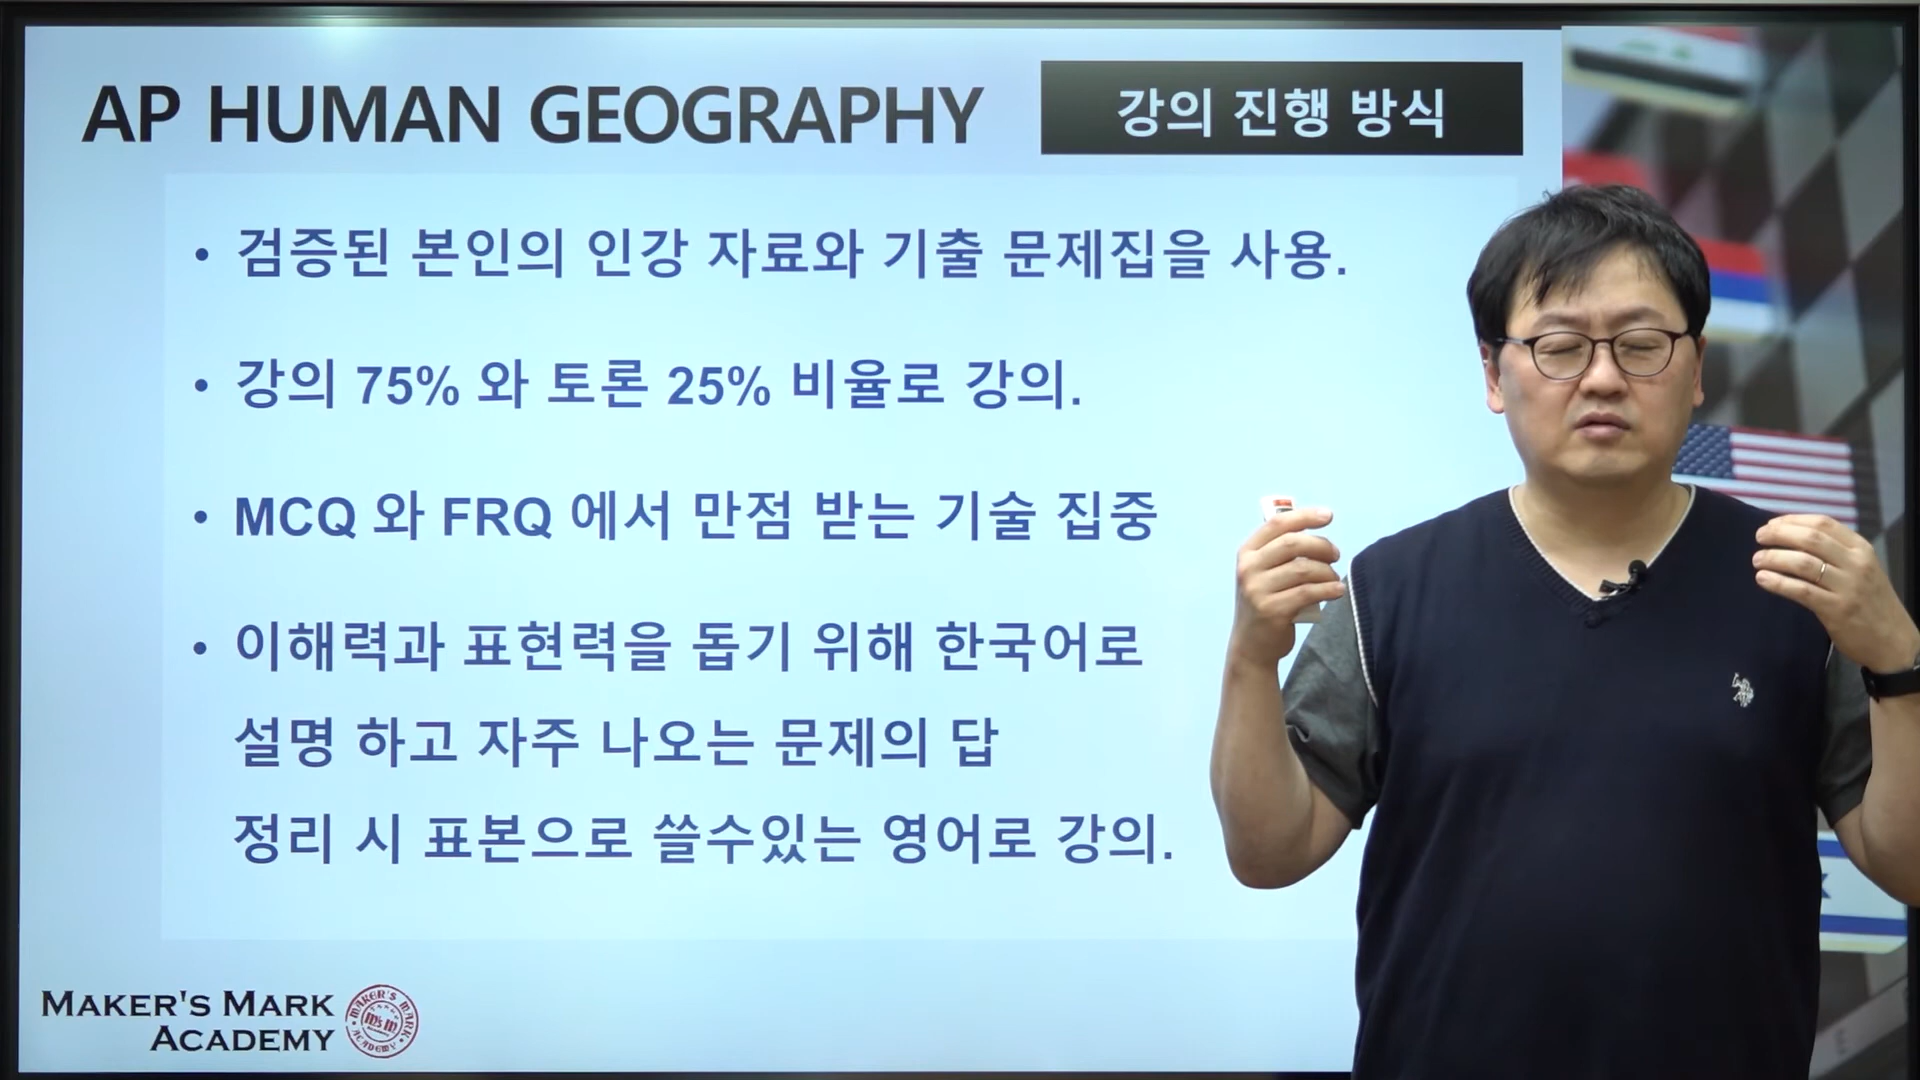 AP HUMAN GEOGRAPHY
강의 진행 방식
• 검증된 본인의 인강 자료와 기출 문제집을 사용.
• 강의 75% 와 토론 25% 비율로 강의.
• MCQ 와 FRQ 에서 만점 받는 기술 집중
• 이해력과 표현력을 돕기 위해 한국어로
설명 하고 자주 나오는 문제의 답
정리 시 표본으로 쓸수있는 영어로 강의.
MAKER'S MARK
ACADEMY
MAKER'S MARK
M's M
ACADEMY